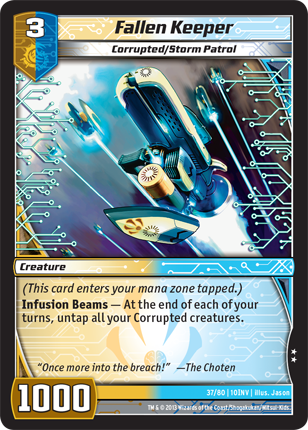 3
Fallen Keeper
Corrupted/Storm Patrol
Creature
(This card enters your mana zone tapped.)
Infusion Beams — At the end of each of your
turns, untap all your Corrupted creatures.
"Once more into the breach!" —The Choten
1000
37/80 | 10INV | Illus. Jason
TM & © 2013 Wizards of the Coast/Shogakukan/Mitsui-Kids.